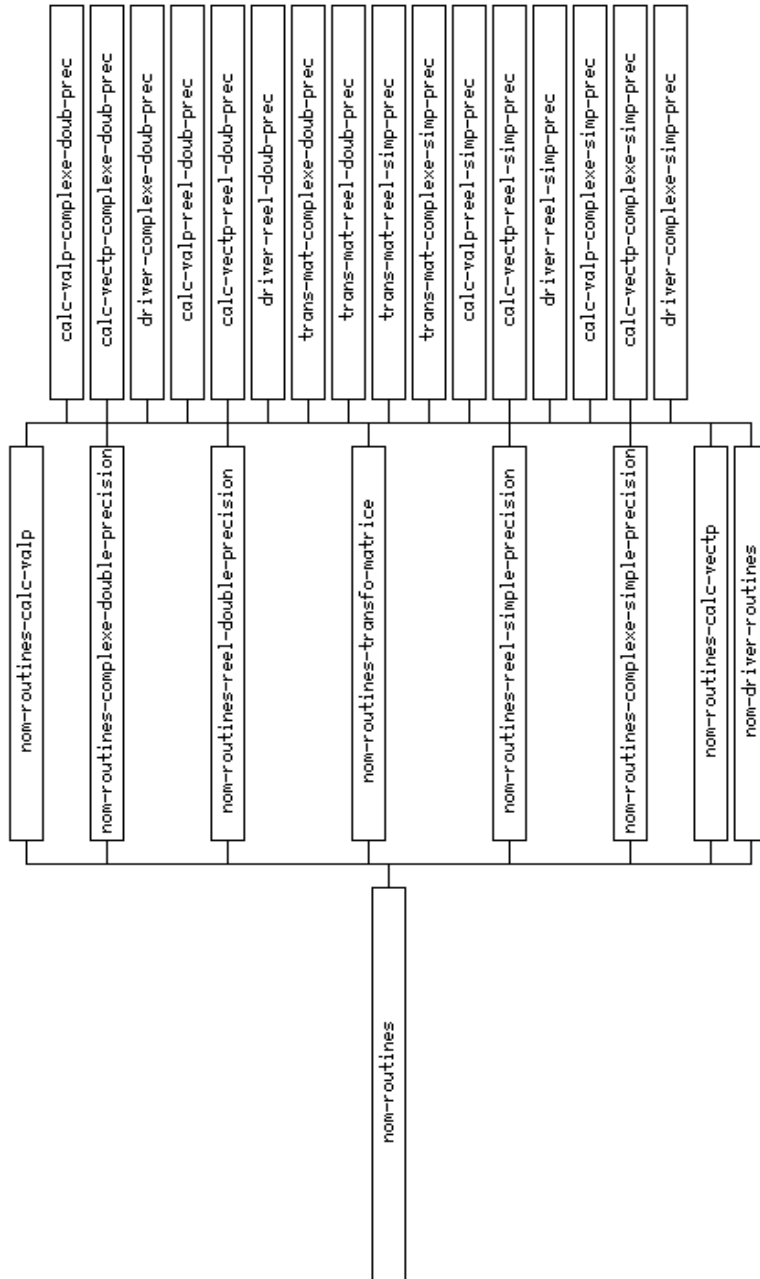 calc-valp-complexe-doub-prec
calc-vectp-complexe-doub-prec
driver-complexe-doub-prec
calc-valp-reel-doub-prec
calc-vectp-reel-doub-prec
driver-reel-doub-prec
trans-mat-complexe-doub-prec
trans-mat-reel-doub-prec
trans-mat-reel-simp-prec
trans-mat-complexe-simp-prec
calc-valp-reel-simp-prec
calc-vectp-reel-simp-prec
driver-reel-simp-prec
calc-valp-complexe-simp-prec
calc-vectp-complexe-simp-prec
driver-complexe-simp-prec
nom-routines-calc-valp
nom-routines-complexe-double-precision
nom-routines-reel-double-precision
nom-routines-transfo-matrice
nom-routines-reel-simple-precision
nom-routines-complexe-simple-precision
nom-routines-calc-vectp
nom-driver-routines
nom-routines